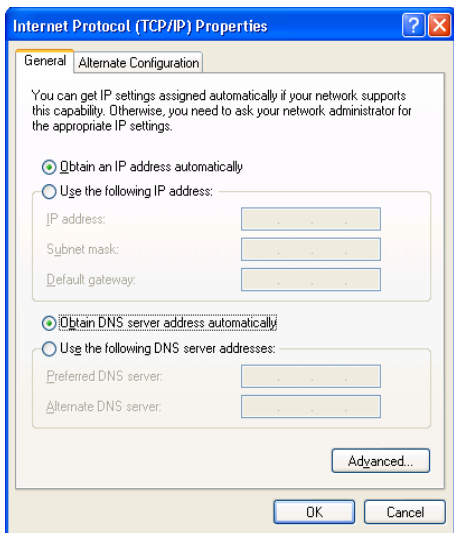 Internet Protocol (TCP/IP) Properties
General
Alternate Configuration
You can get IP settings assigned automatically if your network supports
this capability. Otherwise, you need to ask your network administrator for
the appropriate IP settings.
Obtain an IP address automatically
Use the following IP address:
IP address:
Subnet mask:
Default gateway:
Obtain DNS server address automatically
Use the following DNS server addresses:
Preferred DNS server:
Alternate DNS server:
Advanced...
OK
Cancel